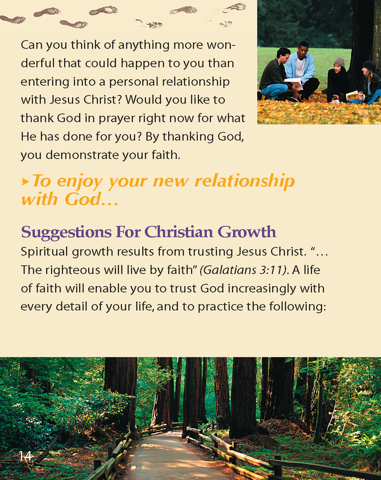 Can you think of anything more won-
derful that could happen to you than
entering into a personal relationship
with Jesus Christ? Would you like to
thank God in prayer right now for what
He has done for you? By thanking God,
you demonstrate your faith.
▸To enjoy your new relationship
with God…
Suggestions For Christian Growth
Spiritual growth results from trusting Jesus Christ. “…
The righteous will live by faith” (Galatians 3:11). A life
of faith will enable you to trust God increasingly with
every detail of your life, and to practice the following:
14